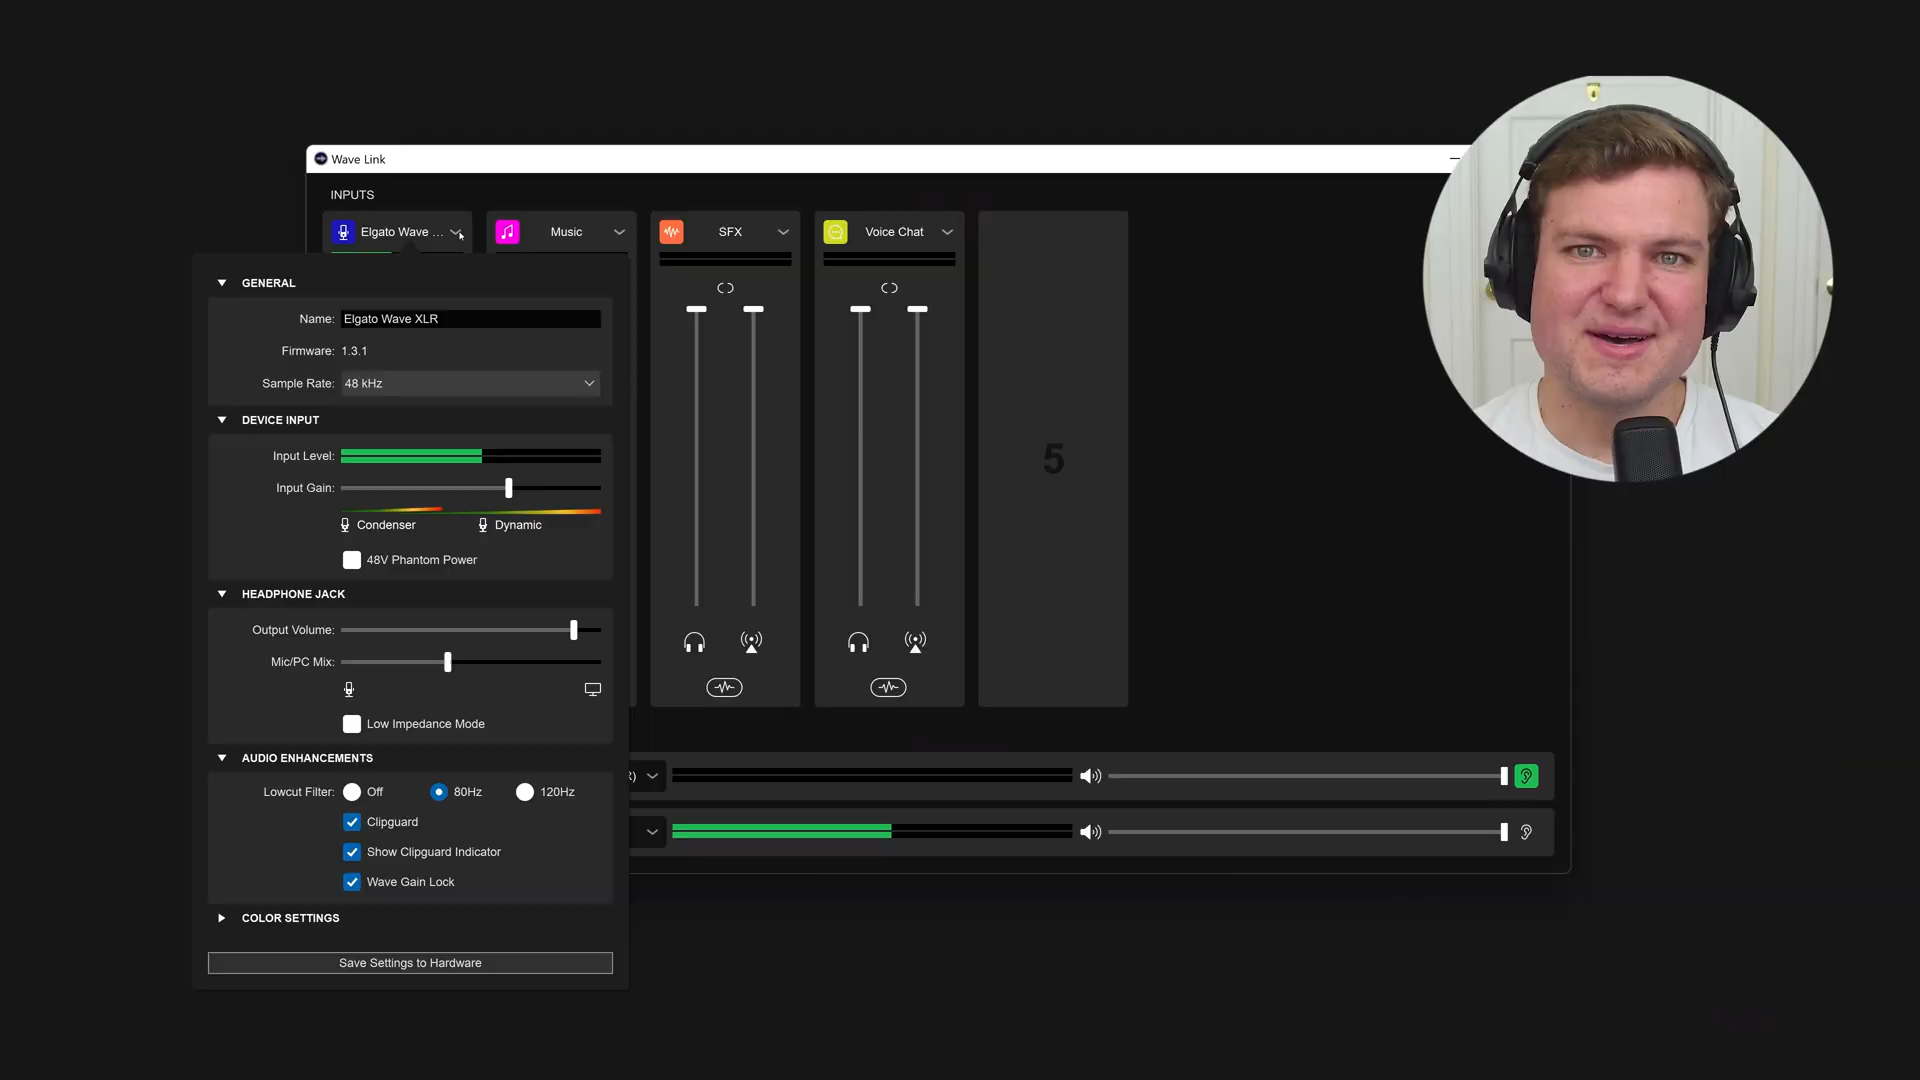 Wave Link
INPUTS
Elgato Wave ...
Music
SFX
Voice Chat
GENERAL
Name: Elgato Wave XLR
Firmware: 1.3.1
Sample Rate: 48 kHz
DEVICE INPUT
Input Level:
Input Gain:
Condenser Dynamic
48V Phantom Power
HEADPHONE JACK
Output Volume:
Mic/PC Mix:
Low Impedance Mode
AUDIO ENHANCEMENTS
Lowcut Filter: Off 80Hz 120Hz
Clipguard
Show Clipguard Indicator
Wave Gain Lock
COLOR SETTINGS
Save Settings to Hardware
5